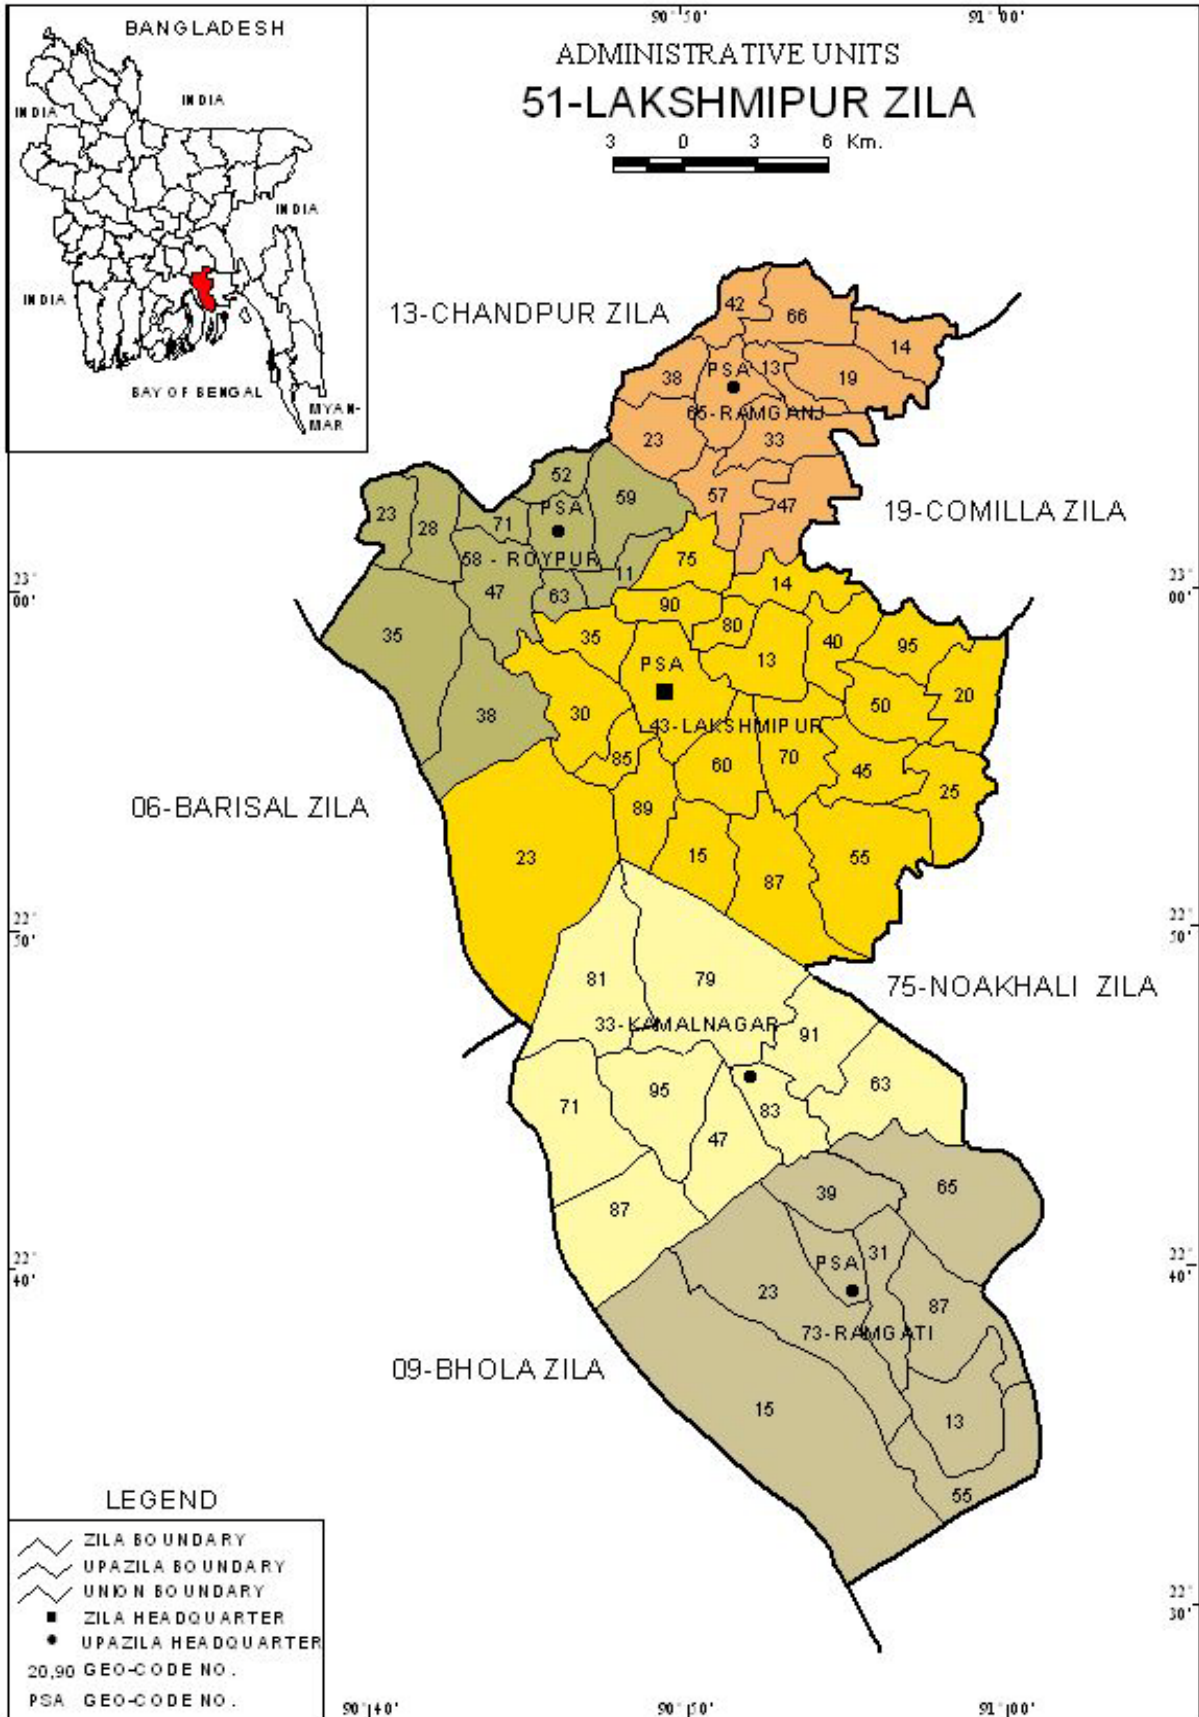 BANGLADESH
INDIA
INDIA
INDIA
INDIA
BAY OF BENGAL
MYAN-
MAR
90°50'
91°00'
ADMINISTRATIVE UNITS
51-LAKSHMIPUR ZILA
3 0 3 6 Km.
13-CHANDPUR ZILA
42
66
14
38
PSA
13
19
65-RAMGANJ
23
33
57
47
19-COMILLA ZILA
52
59
23
28
71
PSA
58 - ROYPUR
11
47
63
35
38
23°
00'
23°
00'
75
14
90
35
80
40
95
PSA
13
20
30
50
43-LAKSHMIPUR
85
60
70
45
25
89
23
15
87
55
06-BARISAL ZILA
22°
50'
22°
50'
75-NOAKHALI ZILA
81
79
33-KAMALNAGAR
91
63
71
95
83
47
87
39
65
31
PSA
23
87
73-RAMGATI
15
13
55
22°
40'
22°
40'
09-BHOLA ZILA
22°
30'
LEGEND
ZILA BOUNDARY
UPAZILA BOUNDARY
UNION BOUNDARY
ZILA HEADQUARTER
UPAZILA HEADQUARTER
20,90 GEO-CODE NO.
PSA GEO-CODE NO.
90°40'
90°50'
91°00'